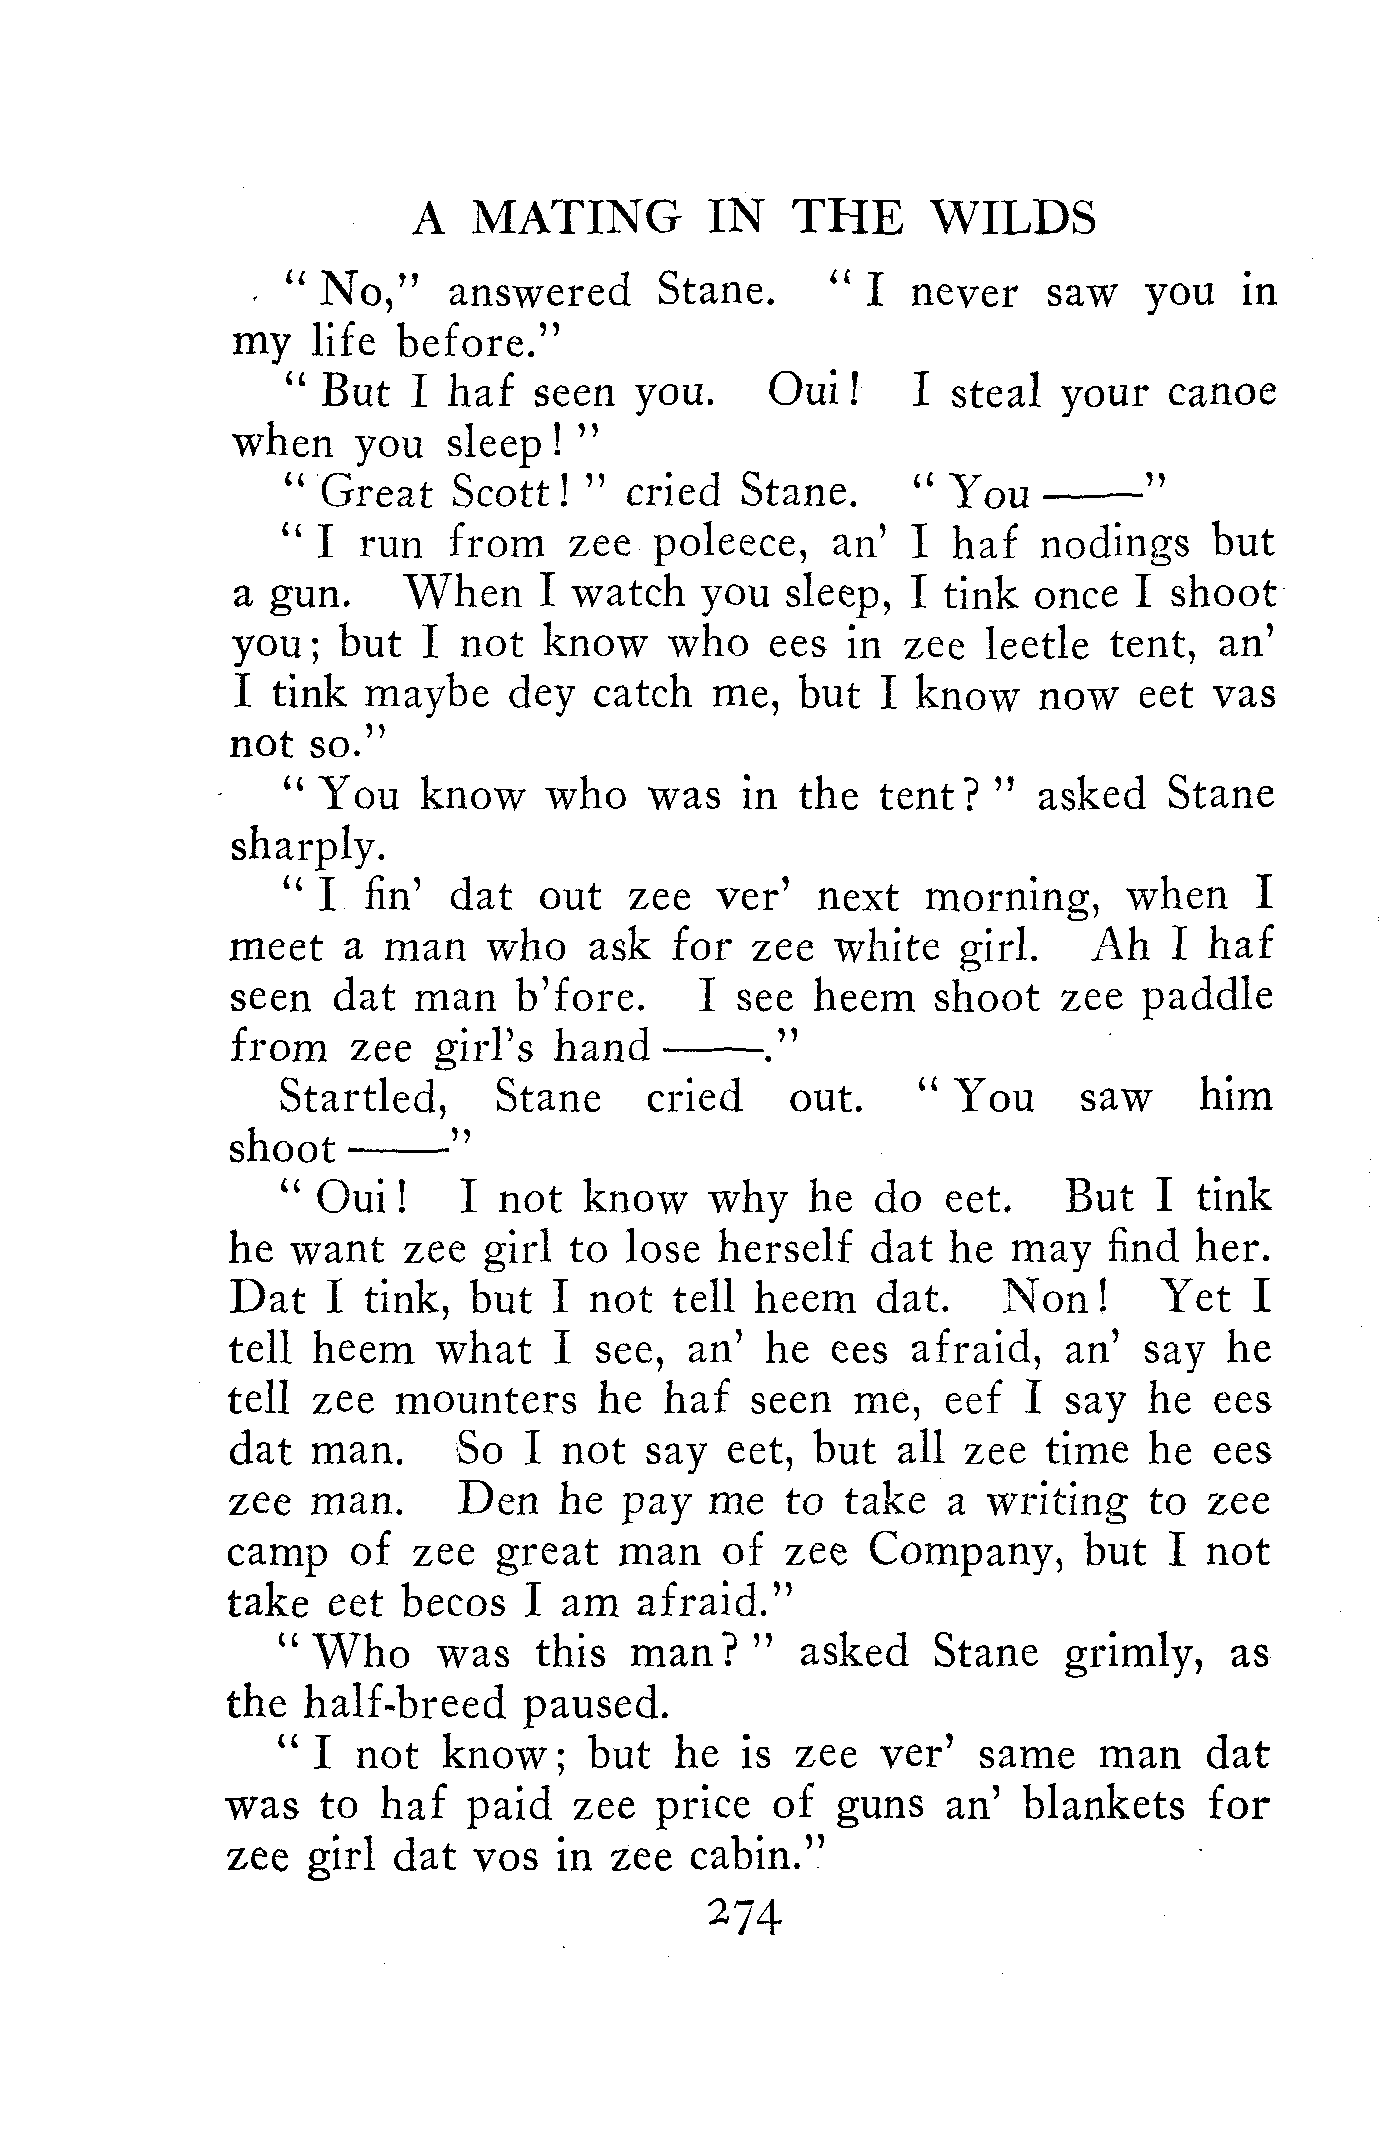 A MATING IN THE WILDS
“ No,” answered Stane. “ I never saw you in
my life before.”
“ But I haf seen you. Oui ! I steal your canoe
when you sleep ! ”
“ Great Scott ! ” cried Stane. “ You ——”
“ I run from zee poleece, an’ I haf nodings but
a gun. When I watch you sleep, I tink once I shoot
you ; but I not know who ees in zee leetle tent, an’
I tink maybe dey catch me, but I know now eet vas
not so.”
“ You know who was in the tent ? ” asked Stane
sharply.
“ I fin’ dat out zee ver’ next morning, when I
meet a man who ask for zee white girl. Ah I haf
seen dat man b’fore. I see heem shoot zee paddle
from zee girl’s hand ——.”
Startled, Stane cried out. “ You saw him
shoot ——”
“ Oui ! I not know why he do eet. But I tink
he want zee girl to lose herself dat he may find her.
Dat I tink, but I not tell heem dat. Non ! Yet I
tell heem what I see, an’ he ees afraid, an’ say he
tell zee mounters he haf seen me, eef I say he ees
dat man. So I not say eet, but all zee time he ees
zee man. Den he pay me to take a writing to zee
camp of zee great man of zee Company, but I not
take eet becos I am afraid.”
“ Who was this man ? ” asked Stane grimly, as
the half-breed paused.
“ I not know ; but he is zee ver’ same man dat
was to haf paid zee price of guns an’ blankets for
zee girl dat vos in zee cabin.”
274